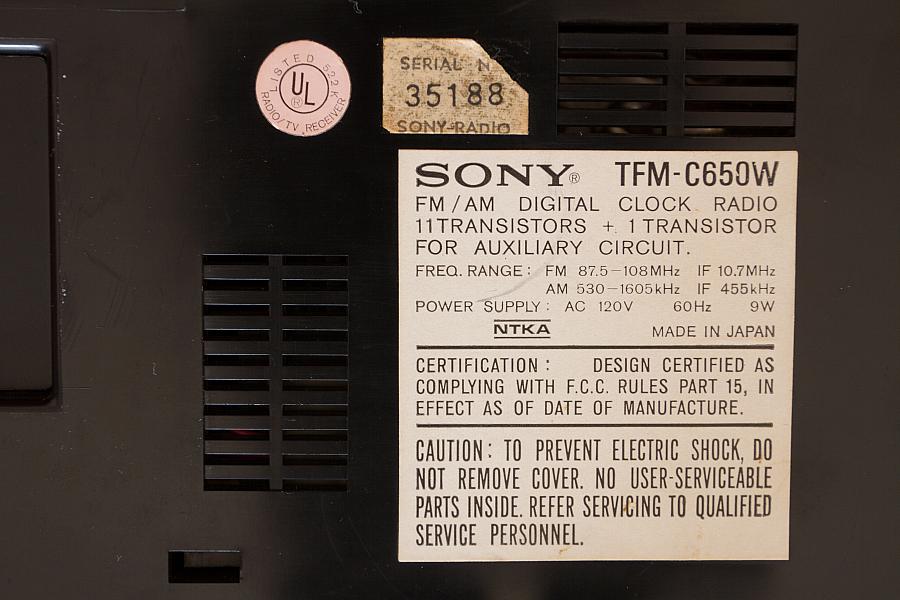 LISTED 522K
UL®
RADIO/TV RECEIVER
SERIAL N
35188
SONY-RADIO
SONY® TFM-C650W
FM/AM DIGITAL CLOCK RADIO
11 TRANSISTORS + 1 TRANSISTOR
FOR AUXILIARY CIRCUIT.
FREQ. RANGE: FM 87.5-108MHz IF 10.7MHz
AM 530-1605kHz IF 455kHz
POWER SUPPLY: AC 120V 60Hz 9W
NTKA MADE IN JAPAN
CERTIFICATION: DESIGN CERTIFIED AS
COMPLYING WITH F.C.C. RULES PART 15, IN
EFFECT AS OF DATE OF MANUFACTURE.
CAUTION: TO PREVENT ELECTRIC SHOCK, DO
NOT REMOVE COVER. NO USER-SERVICEABLE
PARTS INSIDE. REFER SERVICING TO QUALIFIED
SERVICE PERSONNEL.